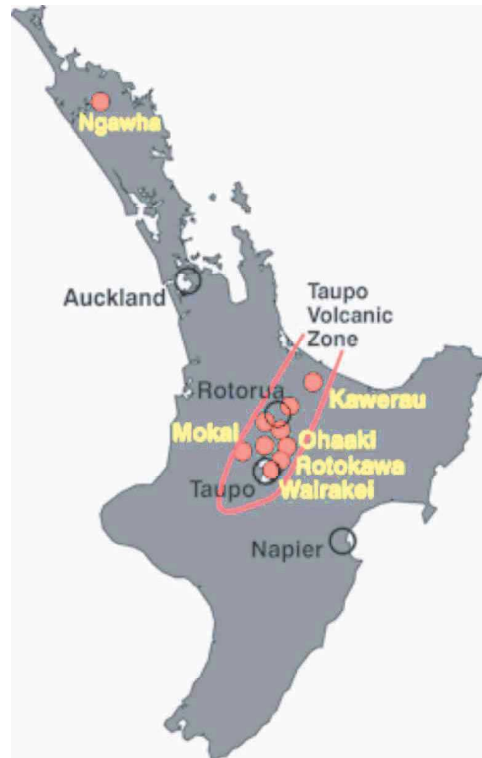 Ngawha
Auckland
Taupo
Volcanic
Zone
Rotorua
Kawerau
Mokai
Ohaaki
Rotokawa
Taupo
Wairakei
Napier